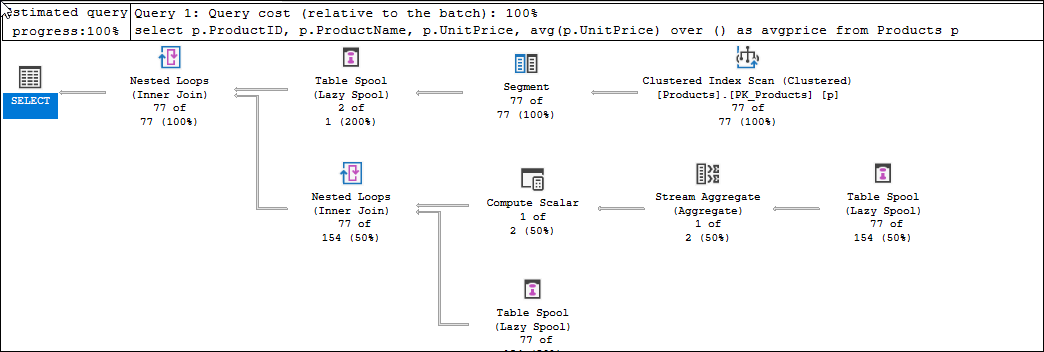 stimated query
progress:100%
Query 1: Query cost (relative to the batch): 100%
select p.ProductID, p.ProductName, p.UnitPrice, avg(p.UnitPrice) over () as avgprice from Products p
SELECT
Nested Loops
(Inner Join)
77 of
77 (100%)
Table Spool
(Lazy Spool)
2 of
1 (200%)
Segment
77 of
77 (100%)
Clustered Index Scan (Clustered)
[Products].[PK_Products] [p]
77 of
77 (100%)
Nested Loops
(Inner Join)
77 of
154 (50%)
Compute Scalar
1 of
2 (50%)
Stream Aggregate
(Aggregate)
1 of
2 (50%)
Table Spool
(Lazy Spool)
77 of
154 (50%)
Table Spool
(Lazy Spool)
77 of